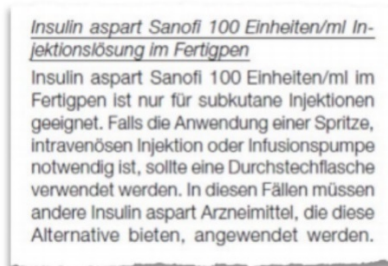 Insulin aspart Sanofi 100 Einheiten/ml In-
jektionslösung im Fertigpen
Insulin aspart Sanofi 100 Einheiten/ml im
Fertigpen ist nur für subkutane Injektionen
geeignet. Falls die Anwendung einer Spritze,
intravenösen Injektion oder Infusionspumpe
notwendig ist, sollte eine Durchstechflasche
verwendet werden. In diesen Fällen müssen
andere Insulin aspart Arzneimittel, die diese
Alternative bieten, angewendet werden.